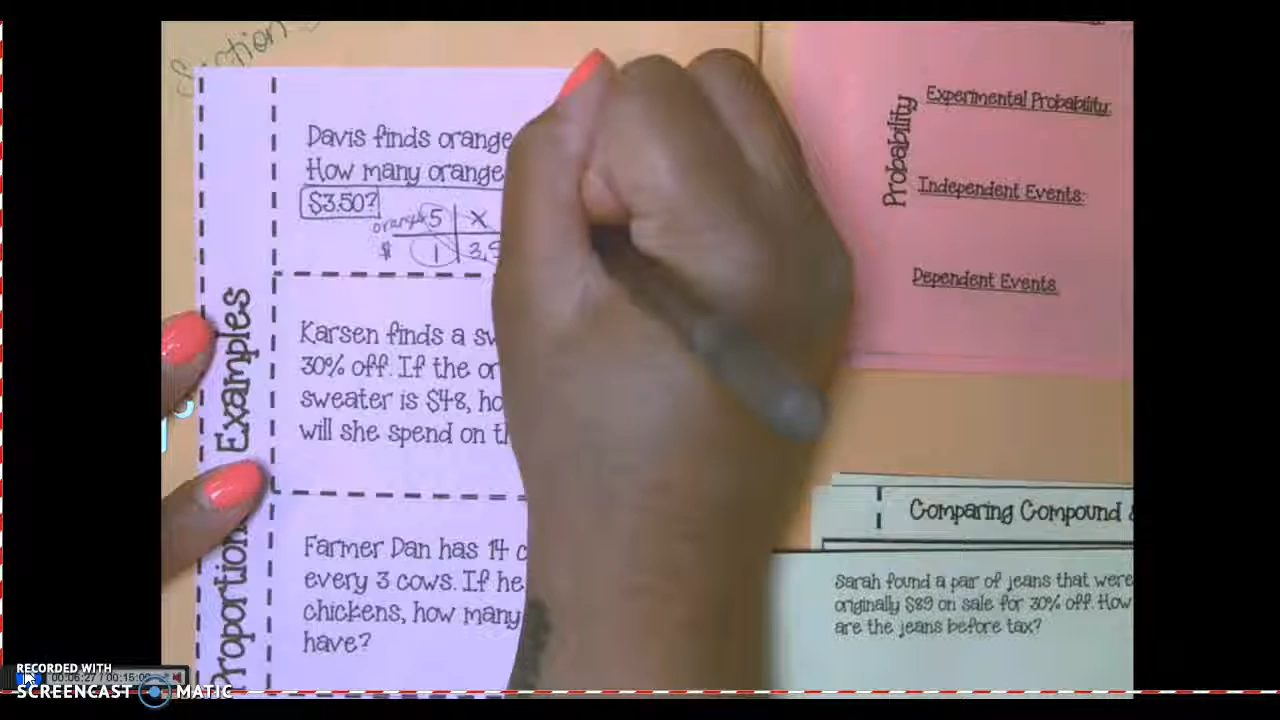 Davis finds orange
How many orange
$3.50?
oranges 5 X
$ 1 3.5
Proportion Examples
Karsen finds a sw
30% off. If the or
sweater is $48, ho
will she spend on th
Farmer Dan has 14 c
every 3 cows. If he
chickens, how many
have?
Probability
Experimental Probability:
Independent Events:
Dependent Events
Comparing Compound &
Sarah found a pair of jeans that were
originally $89 on sale for 30% off. How
are the jeans before tax?
RECORDED WITH
SCREENCAST MATIC